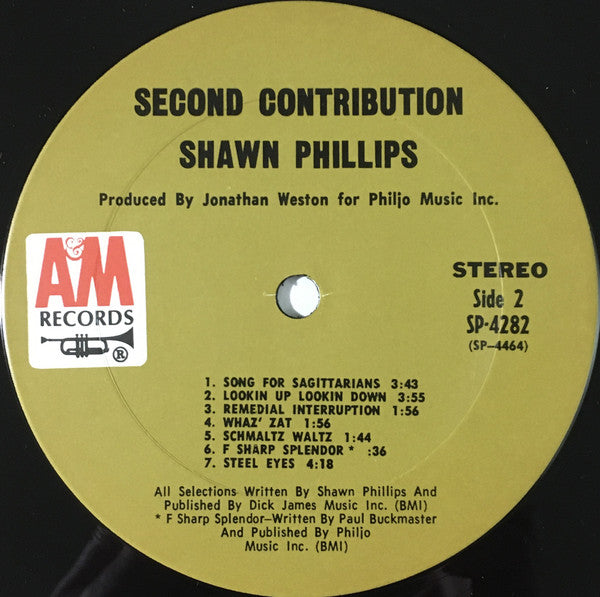 SECOND CONTRIBUTION
SHAWN PHILLIPS
Produced By Jonathan Weston for Philjo Music Inc.
A&M
RECORDS
®
STEREO
Side 2
SP-4282
(SP-4464)
1. SONG FOR SAGITTARIANS 3:43
2. LOOKIN UP LOOKIN DOWN 3:55
3. REMEDIAL INTERRUPTION 1:56
4. WHAZ' ZAT 1:56
5. SCHMALTZ WALTZ 1:44
6. F SHARP SPLENDOR* :36
7. STEEL EYES 4:18
All Selections Written By Shawn Phillips And
Published By Dick James Music Inc. (BMI)
* F Sharp Splendor-Written By Paul Buckmaster
And Published By Philjo
Music Inc. (BMI)